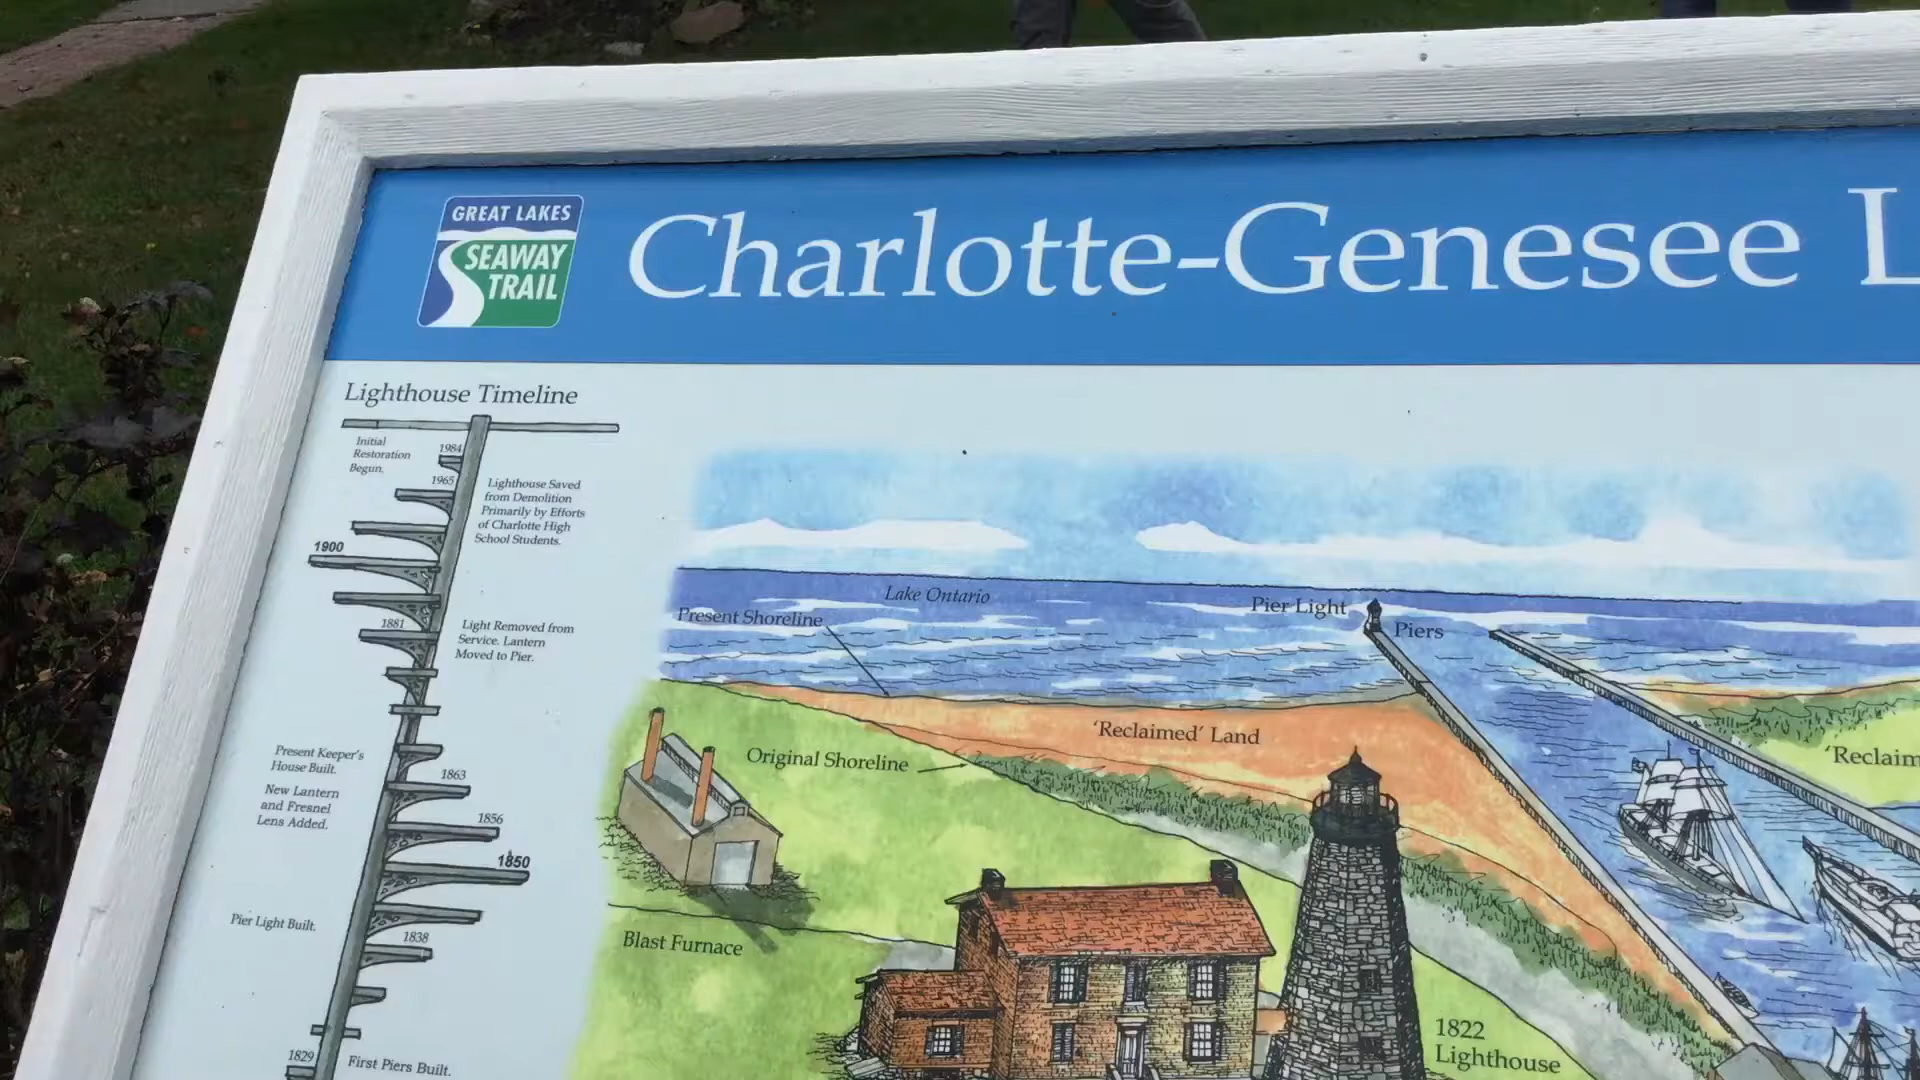 GREAT LAKES
SEAWAY
TRAIL
Charlotte-Genesee L
Lighthouse Timeline
Initial
Restoration
Begun.
1984
1965
Lighthouse Saved
from Demolition
Primarily by Efforts
of Charlotte High
School Students.
1900
1881
Light Removed from
Service. Lantern
Moved to Pier.
Present Keeper's
House Built.
1863
New Lantern
and Fresnel
Lens Added.
1856
1850
Pier Light Built.
1838
1829
First Piers Built.
Lake Ontario
Present Shoreline
Pier Light
Piers
'Reclaimed' Land
Original Shoreline
'Reclaim
Blast Furnace
1822
Lighthouse